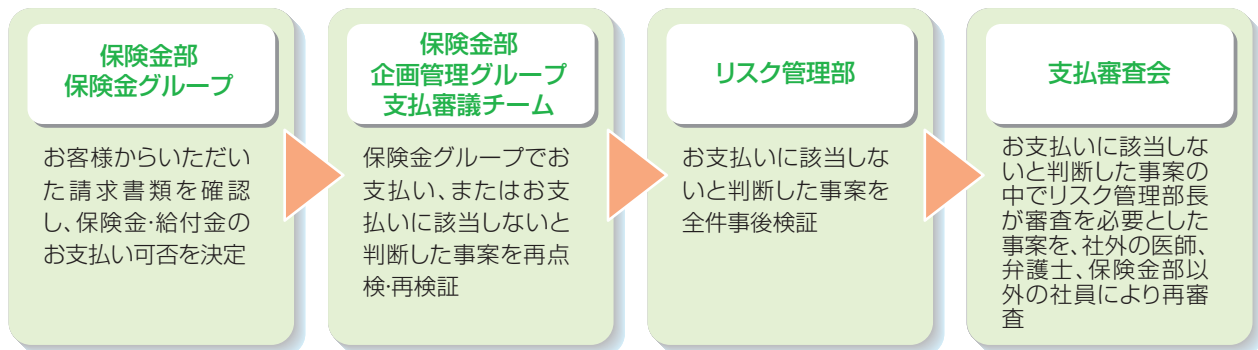 保険金部
保険金グループ
お客様からいただい
た請求書類を確認
し、保険金・給付金の
お支払い可否を決定
保険金部
企画管理グループ
支払審議チーム
保険金グループでお
支払い、またはお支
払いに該当しないと
判断した事案を再点
検・再検証
リスク管理部
お支払いに該当しな
いと判断した事案を
全件事後検証
支払審査会
お支払いに該当しな
いと判断した事案の
中でリスク管理部長
が審査を必要とした
事案を、社外の医師、
弁護士、保険金部以
外の社員により再審
査